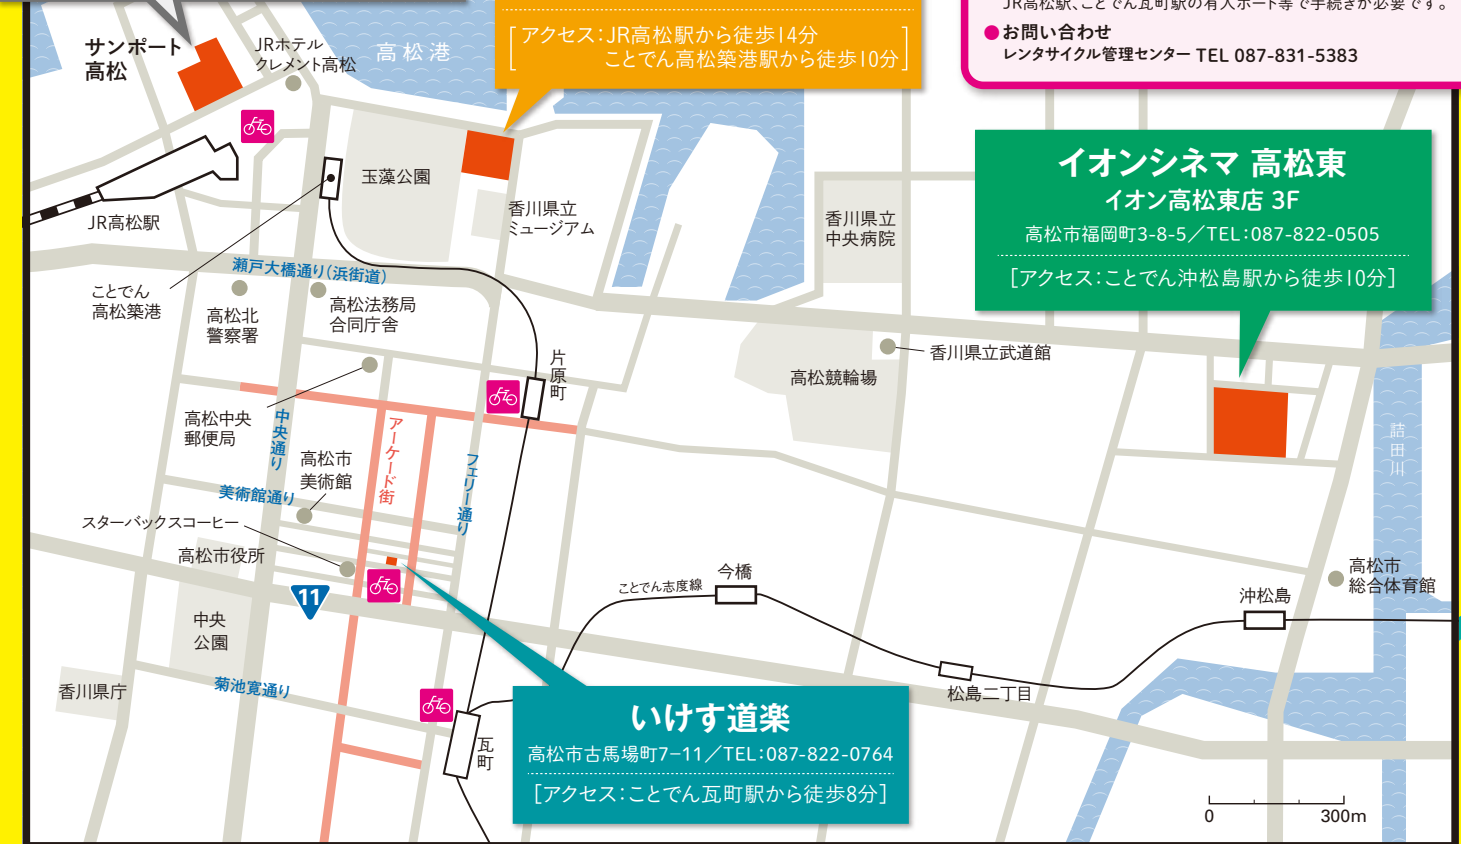 JR高松駅、ことでん瓦町駅の有人ポート等で手続きが必要です。
●お問い合わせ
レンタサイクル管理センター TEL 087-831-5383
アクセス：JR高松駅から徒歩14分
ことでん高松築港駅から徒歩10分
サンポート
高松
JRホテル
クレメント高松
高松港
玉藻公園
香川県立
ミュージアム
JR高松駅
香川県立
中央病院
イオンシネマ 高松東
イオン高松東店 3F
高松市福岡町3-8-5／TEL：087-822-0505
［アクセス：ことでん沖松島駅から徒歩10分］
瀬戸大橋通り（浜街道）
ことでん
高松築港
高松北
警察署
高松法務局
合同庁舎
片原町
香川県立武道館
高松競輪場
高松中央
郵便局
中央通り
アーケード街
フェリー通り
詰田川
高松市
美術館
美術館通り
スターバックスコーヒー
高松市役所
11
中央
公園
ことでん志度線
今橋
沖松島
高松市
総合体育館
松島二丁目
香川県庁
菊池寛通り
瓦町
いけす道楽
高松市古馬場町7−11／TEL：087-822-0764
［アクセス：ことでん瓦町駅から徒歩8分］
0 300m